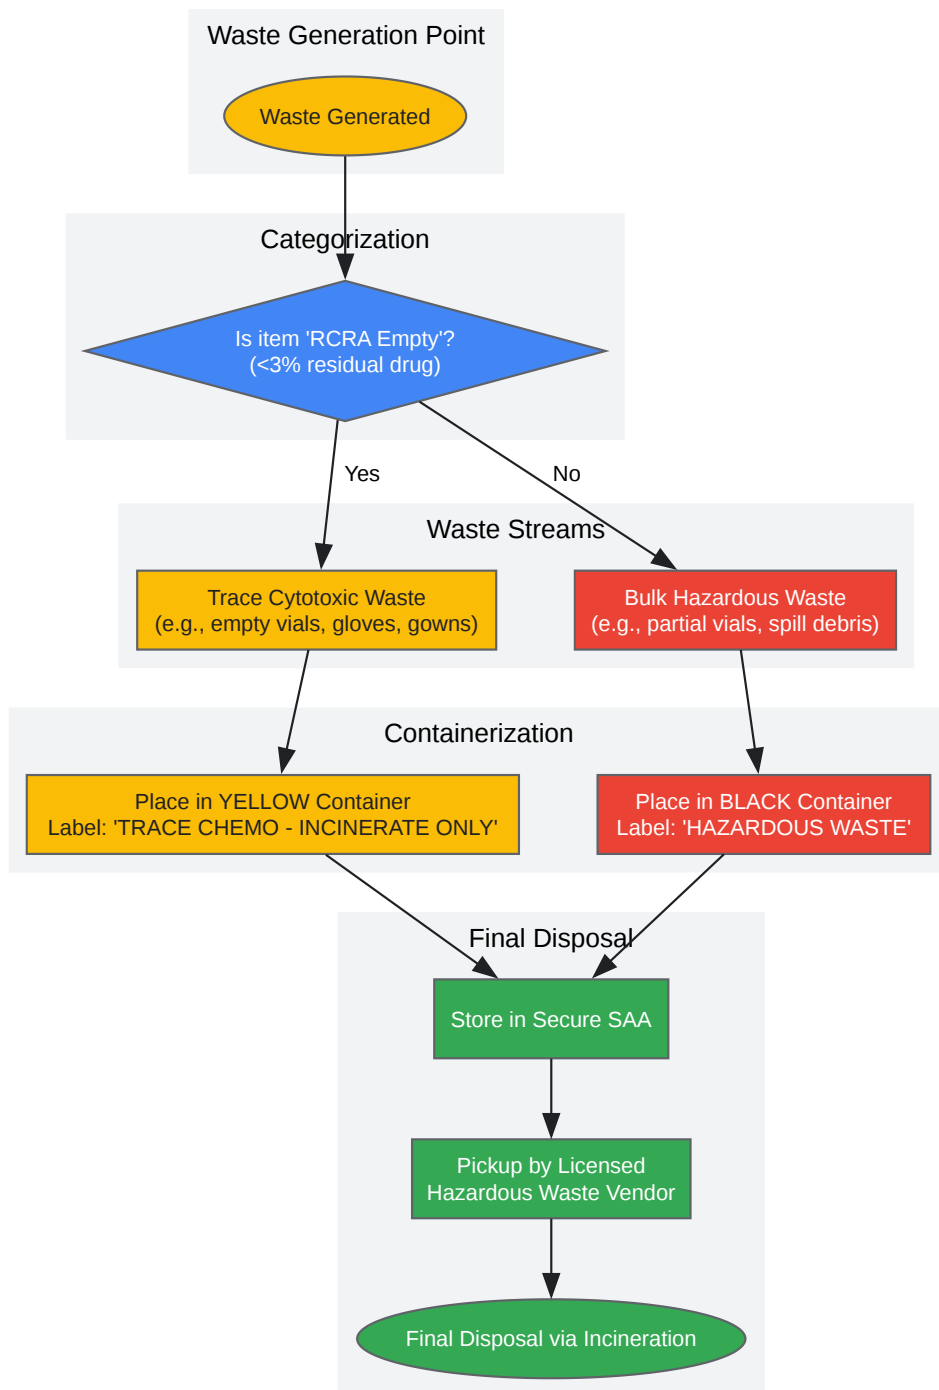 Waste Generation Point
Waste Generated
Categorization
Is item 'RCRA Empty'?
(<3% residual drug)
Yes
No
Waste Streams
Trace Cytotoxic Waste
(e.g., empty vials, gloves, gowns)
Bulk Hazardous Waste
(e.g., partial vials, spill debris)
Containerization
Place in YELLOW Container
Label: 'TRACE CHEMO - INCINERATE ONLY'
Place in BLACK Container
Label: 'HAZARDOUS WASTE'
Final Disposal
Store in Secure SAA
Pickup by Licensed
Hazardous Waste Vendor
Final Disposal via Incineration